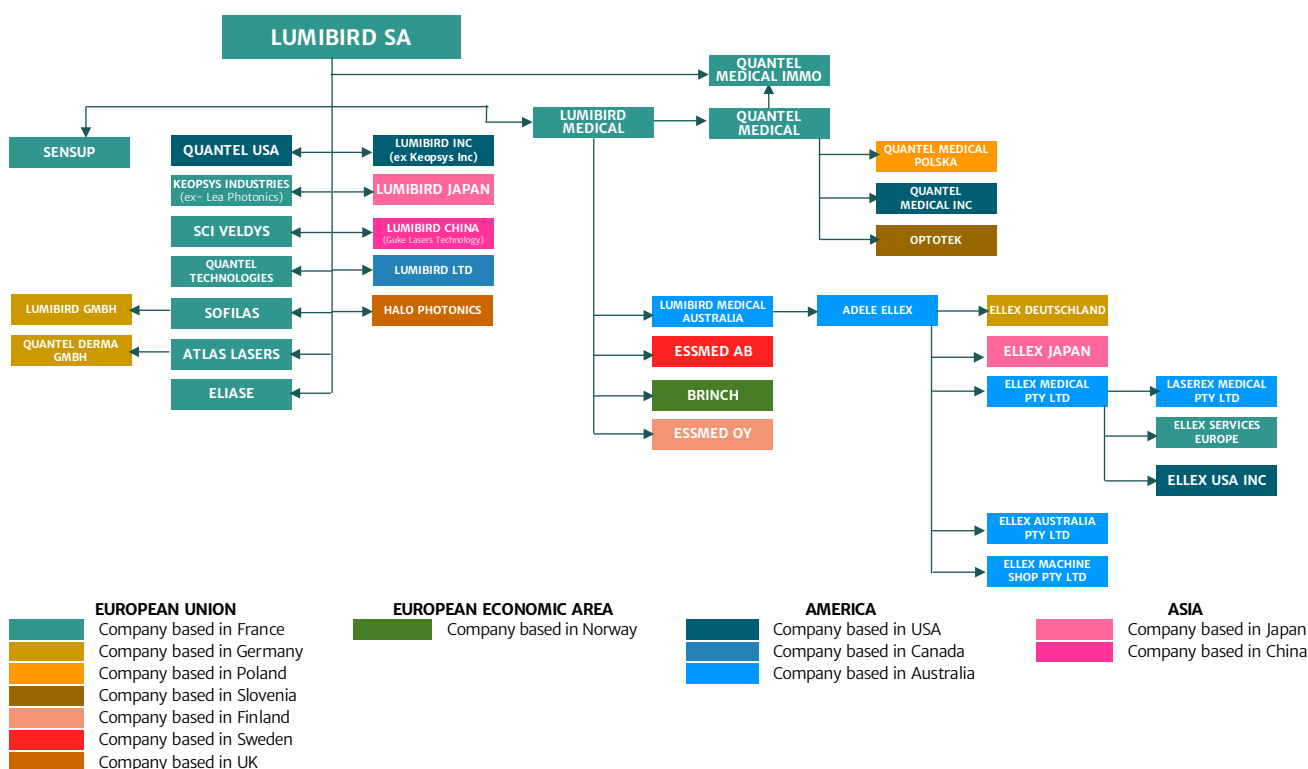 LUMIBIRD SA
QUANTEL
MEDICAL IMMO
LUMIBIRD
MEDICAL
QUANTEL
MEDICAL
SENSUP
QUANTEL USA
LUMIBIRD INC
(ex Keopsys Inc)
QUANTEL MEDICAL
POLSKA
KEOPSYS INDUSTRIES
(ex- Lea Photonics)
LUMIBIRD JAPAN
QUANTEL
MEDICAL INC
SCI VELDYS
LUMIBIRD CHINA
(Guke Lasers Technology)
OPTOTEK
QUANTEL
TECHNOLOGIES
LUMIBIRD LTD
LUMIBIRD GMBH
SOFILAS
HALO PHOTONICS
LUMIBIRD MEDICAL
AUSTRALIA
ADELE ELLEX
ELLEX DEUTSCHLAND
QUANTEL DERMA
GMBH
ATLAS LASERS
ESSMED AB
ELLEX JAPAN
ELIASE
BRINCH
ELLEX MEDICAL
PTY LTD
LASEREX MEDICAL
PTY LTD
ESSMED OY
ELLEX SERVICES
EUROPE
ELLEX USA INC
ELLEX AUSTRALIA
PTY LTD
ELLEX MACHINE
SHOP PTY LTD
EUROPEAN UNION
Company based in France
Company based in Germany
Company based in Poland
Company based in Slovenia
Company based in Finland
Company based in Sweden
Company based in UK
EUROPEAN ECONOMIC AREA
Company based in Norway
AMERICA
Company based in USA
Company based in Canada
Company based in Australia
ASIA
Company based in Japan
Company based in China